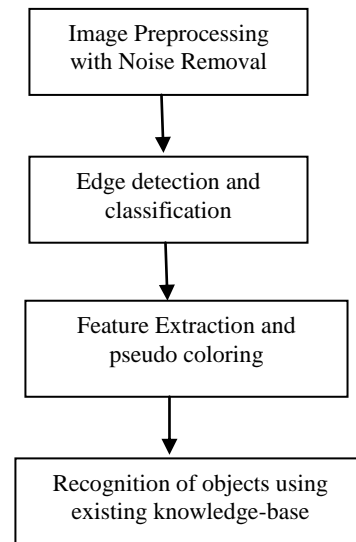 Image Preprocessing
with Noise Removal
Edge detection and
classification
Feature Extraction and
pseudo coloring
Recognition of objects using
existing knowledge-base